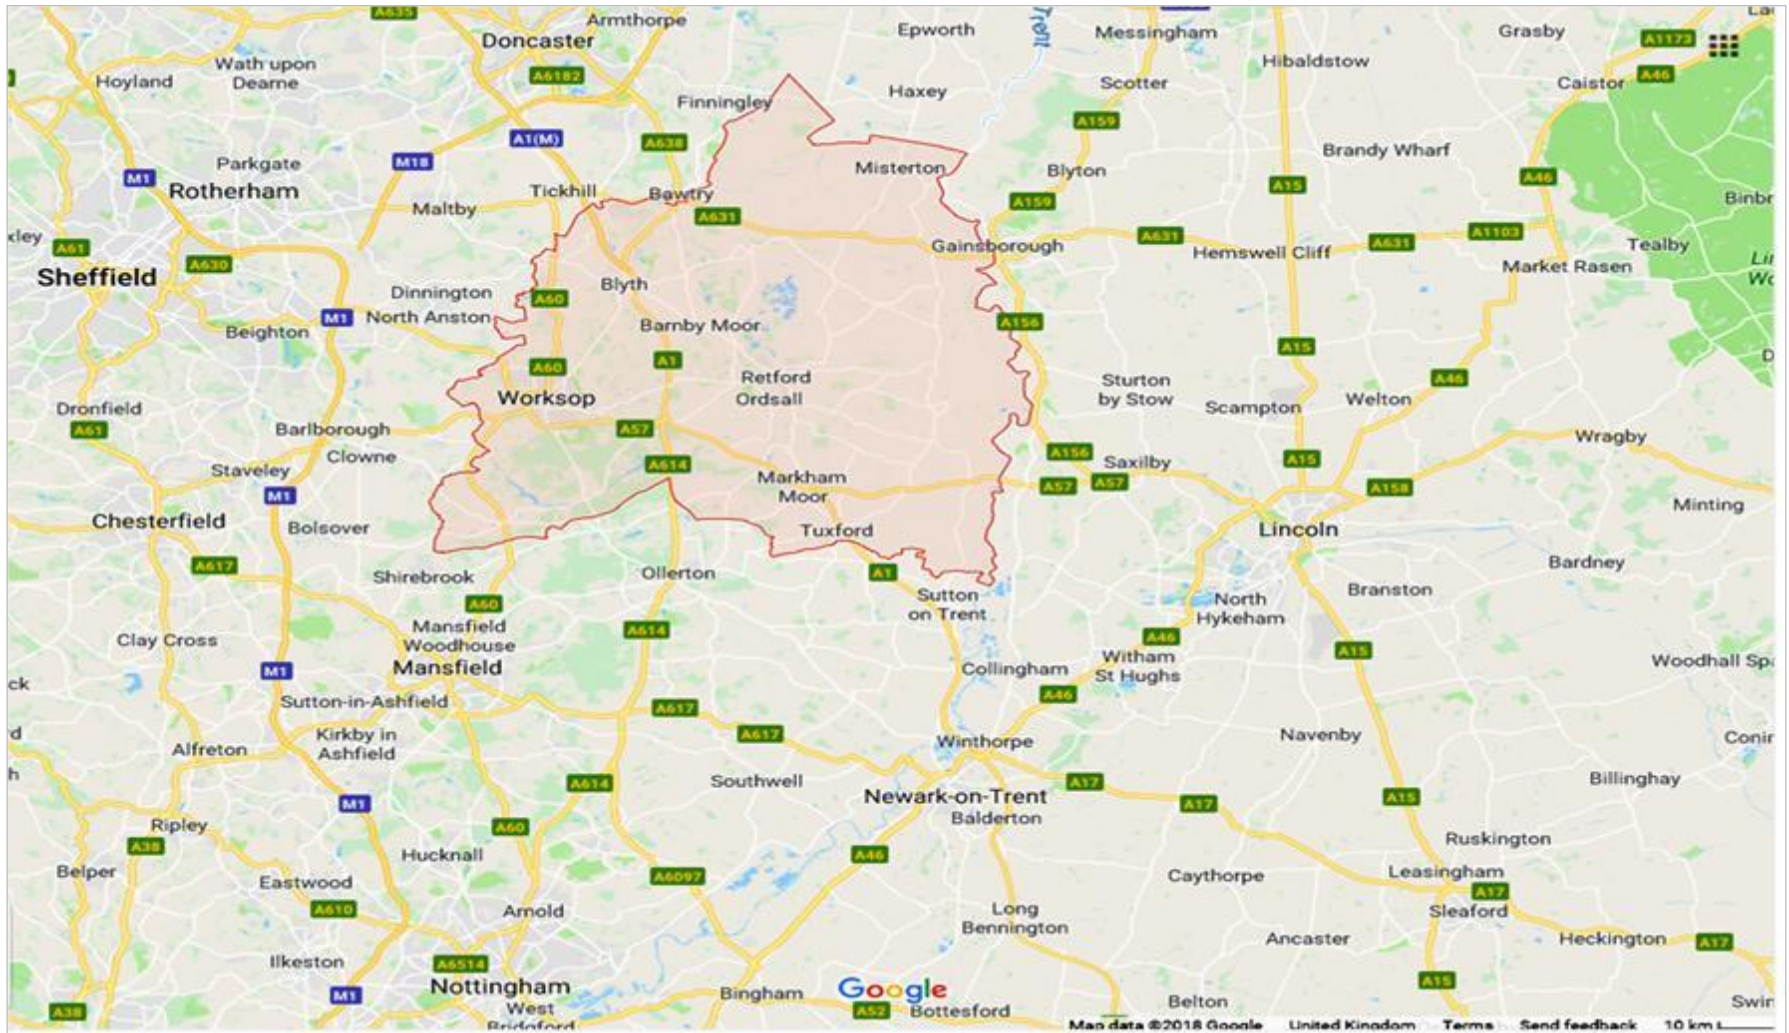 A635
Armthorpe
Epworth
Trent
Messingham
Grasby
A1173
Doncaster
Hibaldstow
Wath upon
Dearne
A6182
A46
Hoyland
Finningley
Haxey
Scotter
Caistor
A159
A1(M)
A638
Brandy Wharf
Parkgate
M18
Misterton
Blyton
M1
Rotherham
Tickhill
Bawtry
A15
A46
Maltby
A631
A159
Binbr
xley
A61
Gainsborough
A631
Hemswell Cliff
A631
A1103
Tealby
A630
Market Rasen
Sheffield
Dinnington
A60
Blyth
M1
North Anston
Beighton
Barnby Moor
A156
A60
A1
A15
Retford
Ordsall
Sturton
by Stow
A46
Worksop
Scampton
Welton
Dronfield
A61
Barlborough
A57
Wragby
Clowne
A156
Saxilby
A15
Staveley
A614
Markham
Moor
A57
A57
A158
M1
Minting
Chesterfield
Bolsover
Tuxford
Lincoln
A617
Shirebrook
Ollerton
A1
Bardney
Sutton
on Trent
Branston
A60
North
Hykeham
Mansfield
Woodhouse
A614
A46
A15
Clay Cross
Mansfield
Collingham
Witham
St Hughs
Woodhall Spa
M1
ck
Sutton-in-Ashfield
A617
A46
Kirkby in
Ashfield
A617
Winthorpe
Navenby
Alfreton
Southwell
A614
A17
Billinghay
M1
Newark-on-Trent
A17
A15
Balderton
Ripley
A60
A38
Hucknall
A46
Ruskington
Belper
Eastwood
A6097
Caythorpe
Leasingham
A17
A610
Arnold
Long
Bennington
Sleaford
Ancaster
Heckington
A17
Ilkeston
A6514
A15
Nottingham
M1
Bingham
Google
Belton
A38
West
Bridgford
A52
Bottesford
Map data ©2018 Google
United Kingdom
Terms
Send feedback
10 km